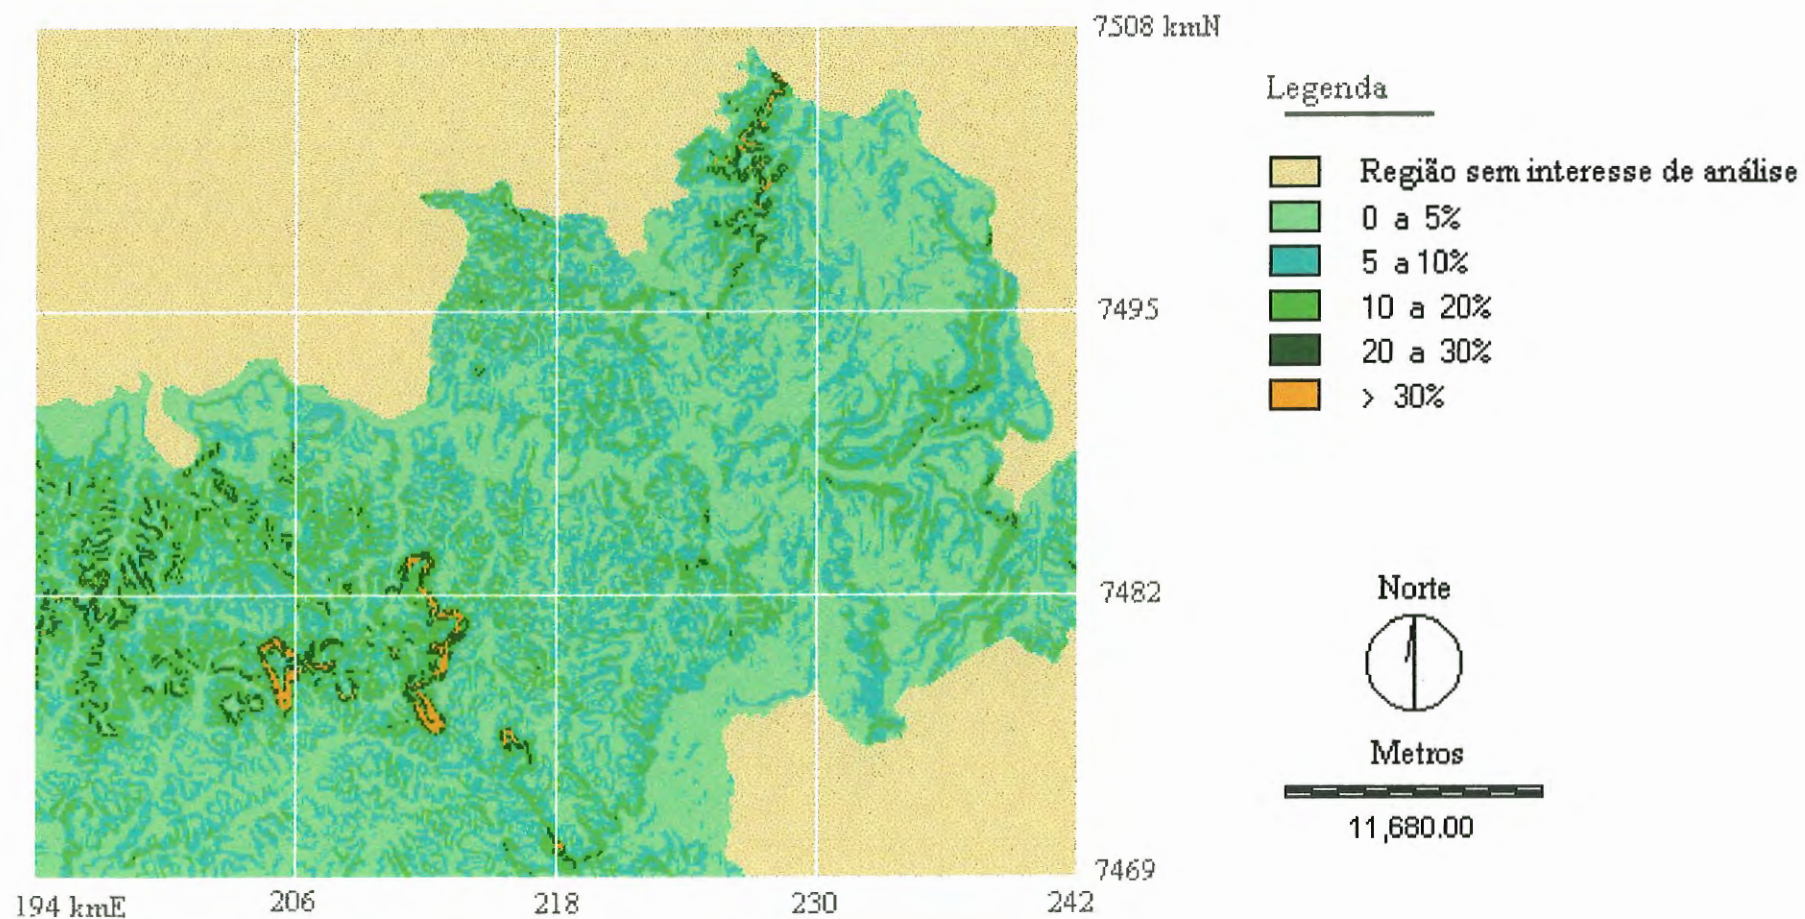 7508 kmN
Legenda
Região sem interesse de análise
0 a 5%
5 a 10%
10 a 20%
20 a 30%
> 30%
7495
7482
Norte
Metros
11,680.00
7469
194 kmE
206
218
230
242